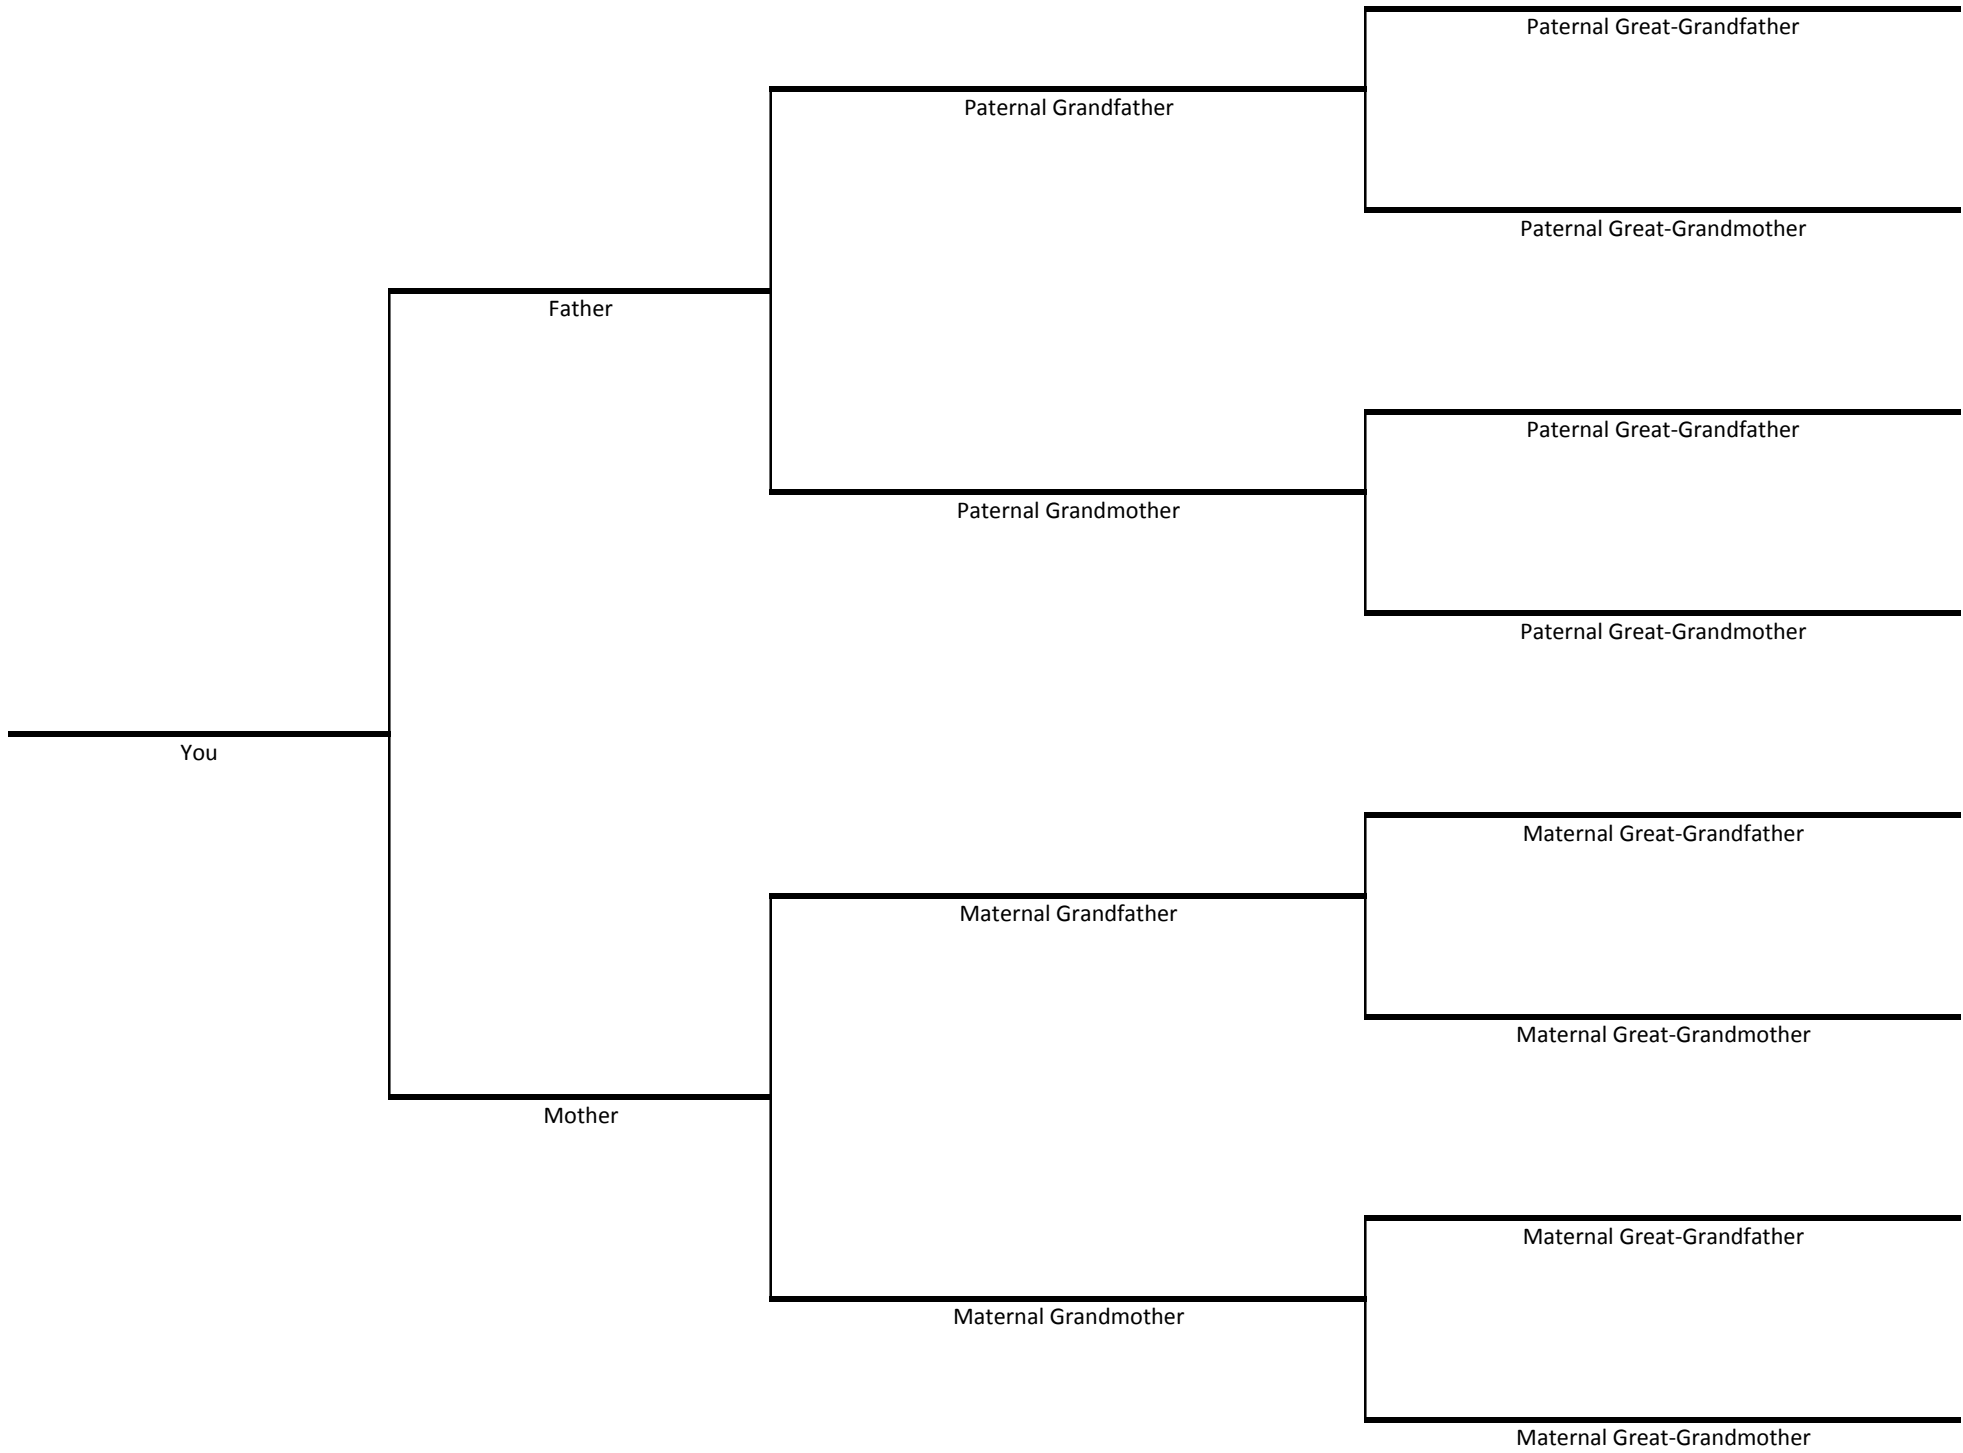 Paternal Great-Grandfather
Paternal Grandfather
Paternal Great-Grandmother
Father
Paternal Great-Grandfather
Paternal Grandmother
Paternal Great-Grandmother
You
Maternal Great-Grandfather
Maternal Grandfather
Maternal Great-Grandmother
Mother
Maternal Great-Grandfather
Maternal Grandmother
Maternal Great-Grandmother